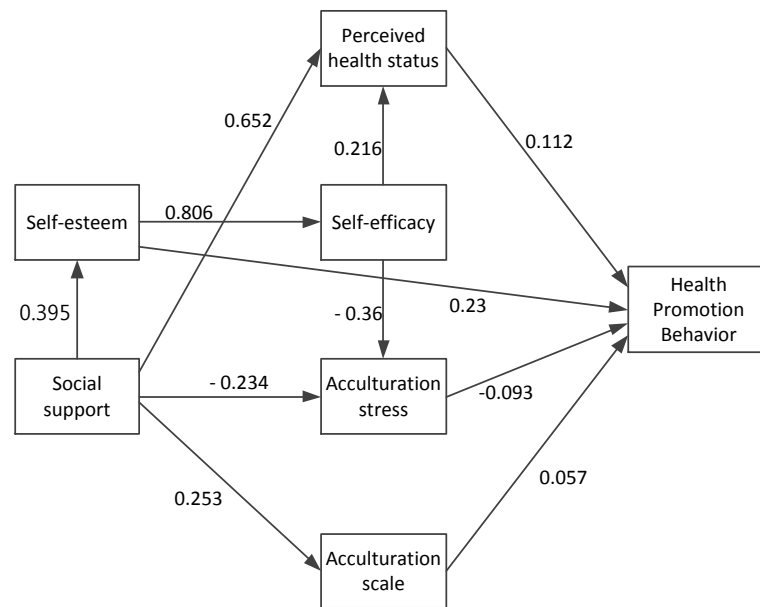 Perceived
health status
0.652
0.216
0.112
Self-esteem
0.806
Self-efficacy
0.395
- 0.36
0.23
Health
Promotion
Behavior
Social
support
- 0.234
Acculturation
stress
-0.093
0.253
0.057
Acculturation
scale